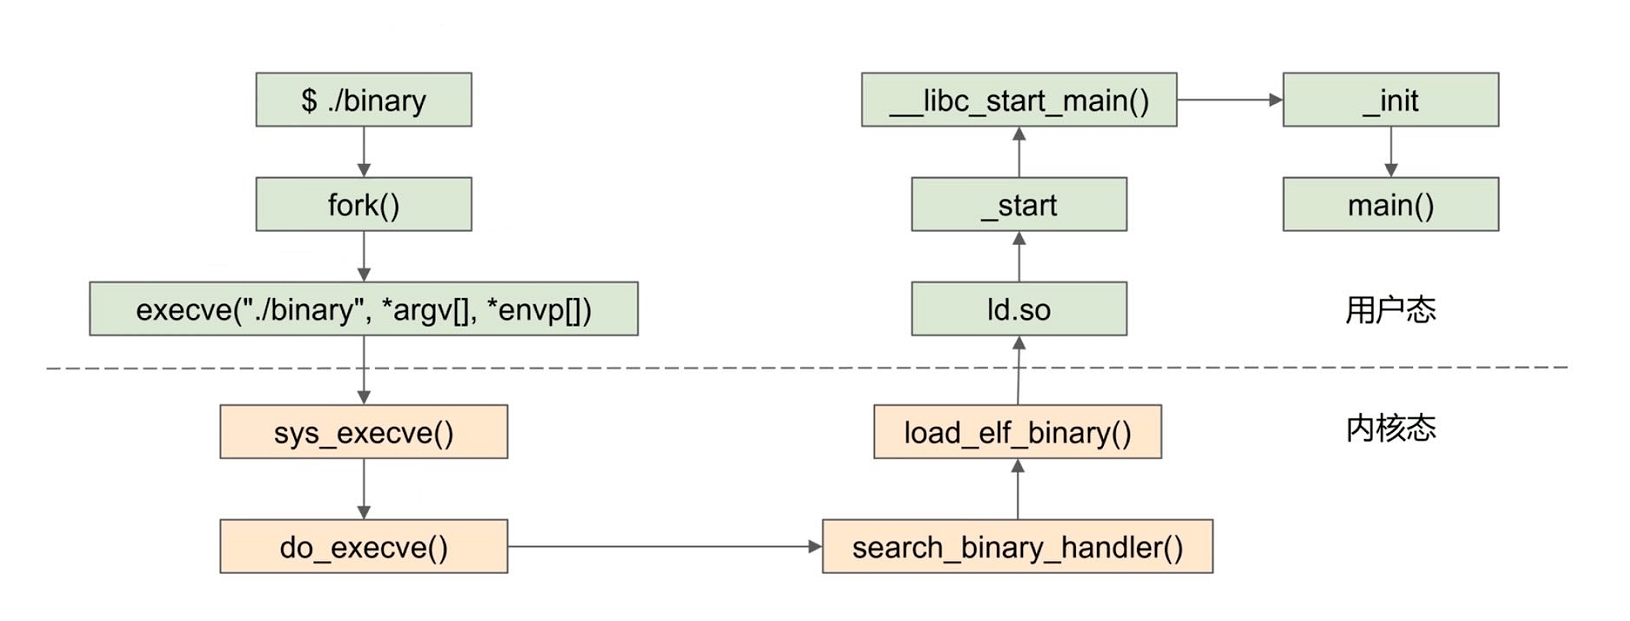 $ ./binary
fork()
execve("./binary", *argv[], *envp[])
sys_execve()
do_execve()
search_binary_handler()
load_elf_binary()
ld.so
_start
__libc_start_main()
_init
main()
用户态
内核态